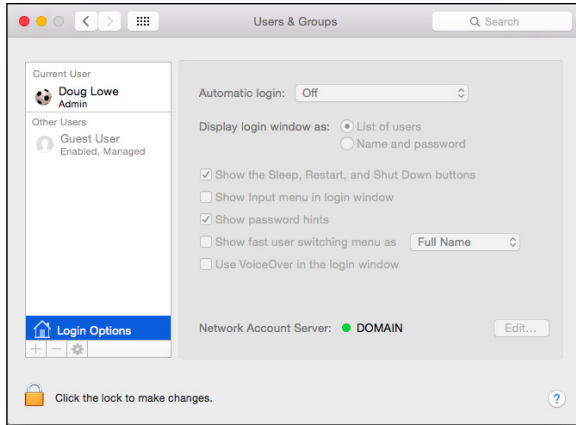 Users & Groups
Search
Current User
Doug Lowe
Admin
Other Users
Guest User
Enabled, Managed
Login Options
Automatic login: Off
Display login window as: List of users
Name and password
Show the Sleep, Restart, and Shut Down buttons
Show Input menu in login window
Show password hints
Show fast user switching menu as Full Name
Use VoiceOver in the login window
Network Account Server: DOMAIN Edit...
Click the lock to make changes.
?